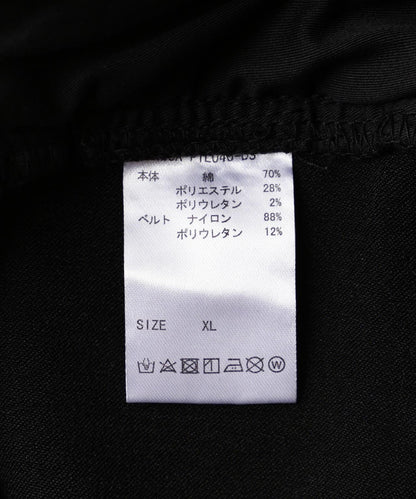 本体 綿 70%
ポリエステル 28%
ポリウレタン 2%
ベルト ナイロン 88%
ポリウレタン 12%
SIZE XL